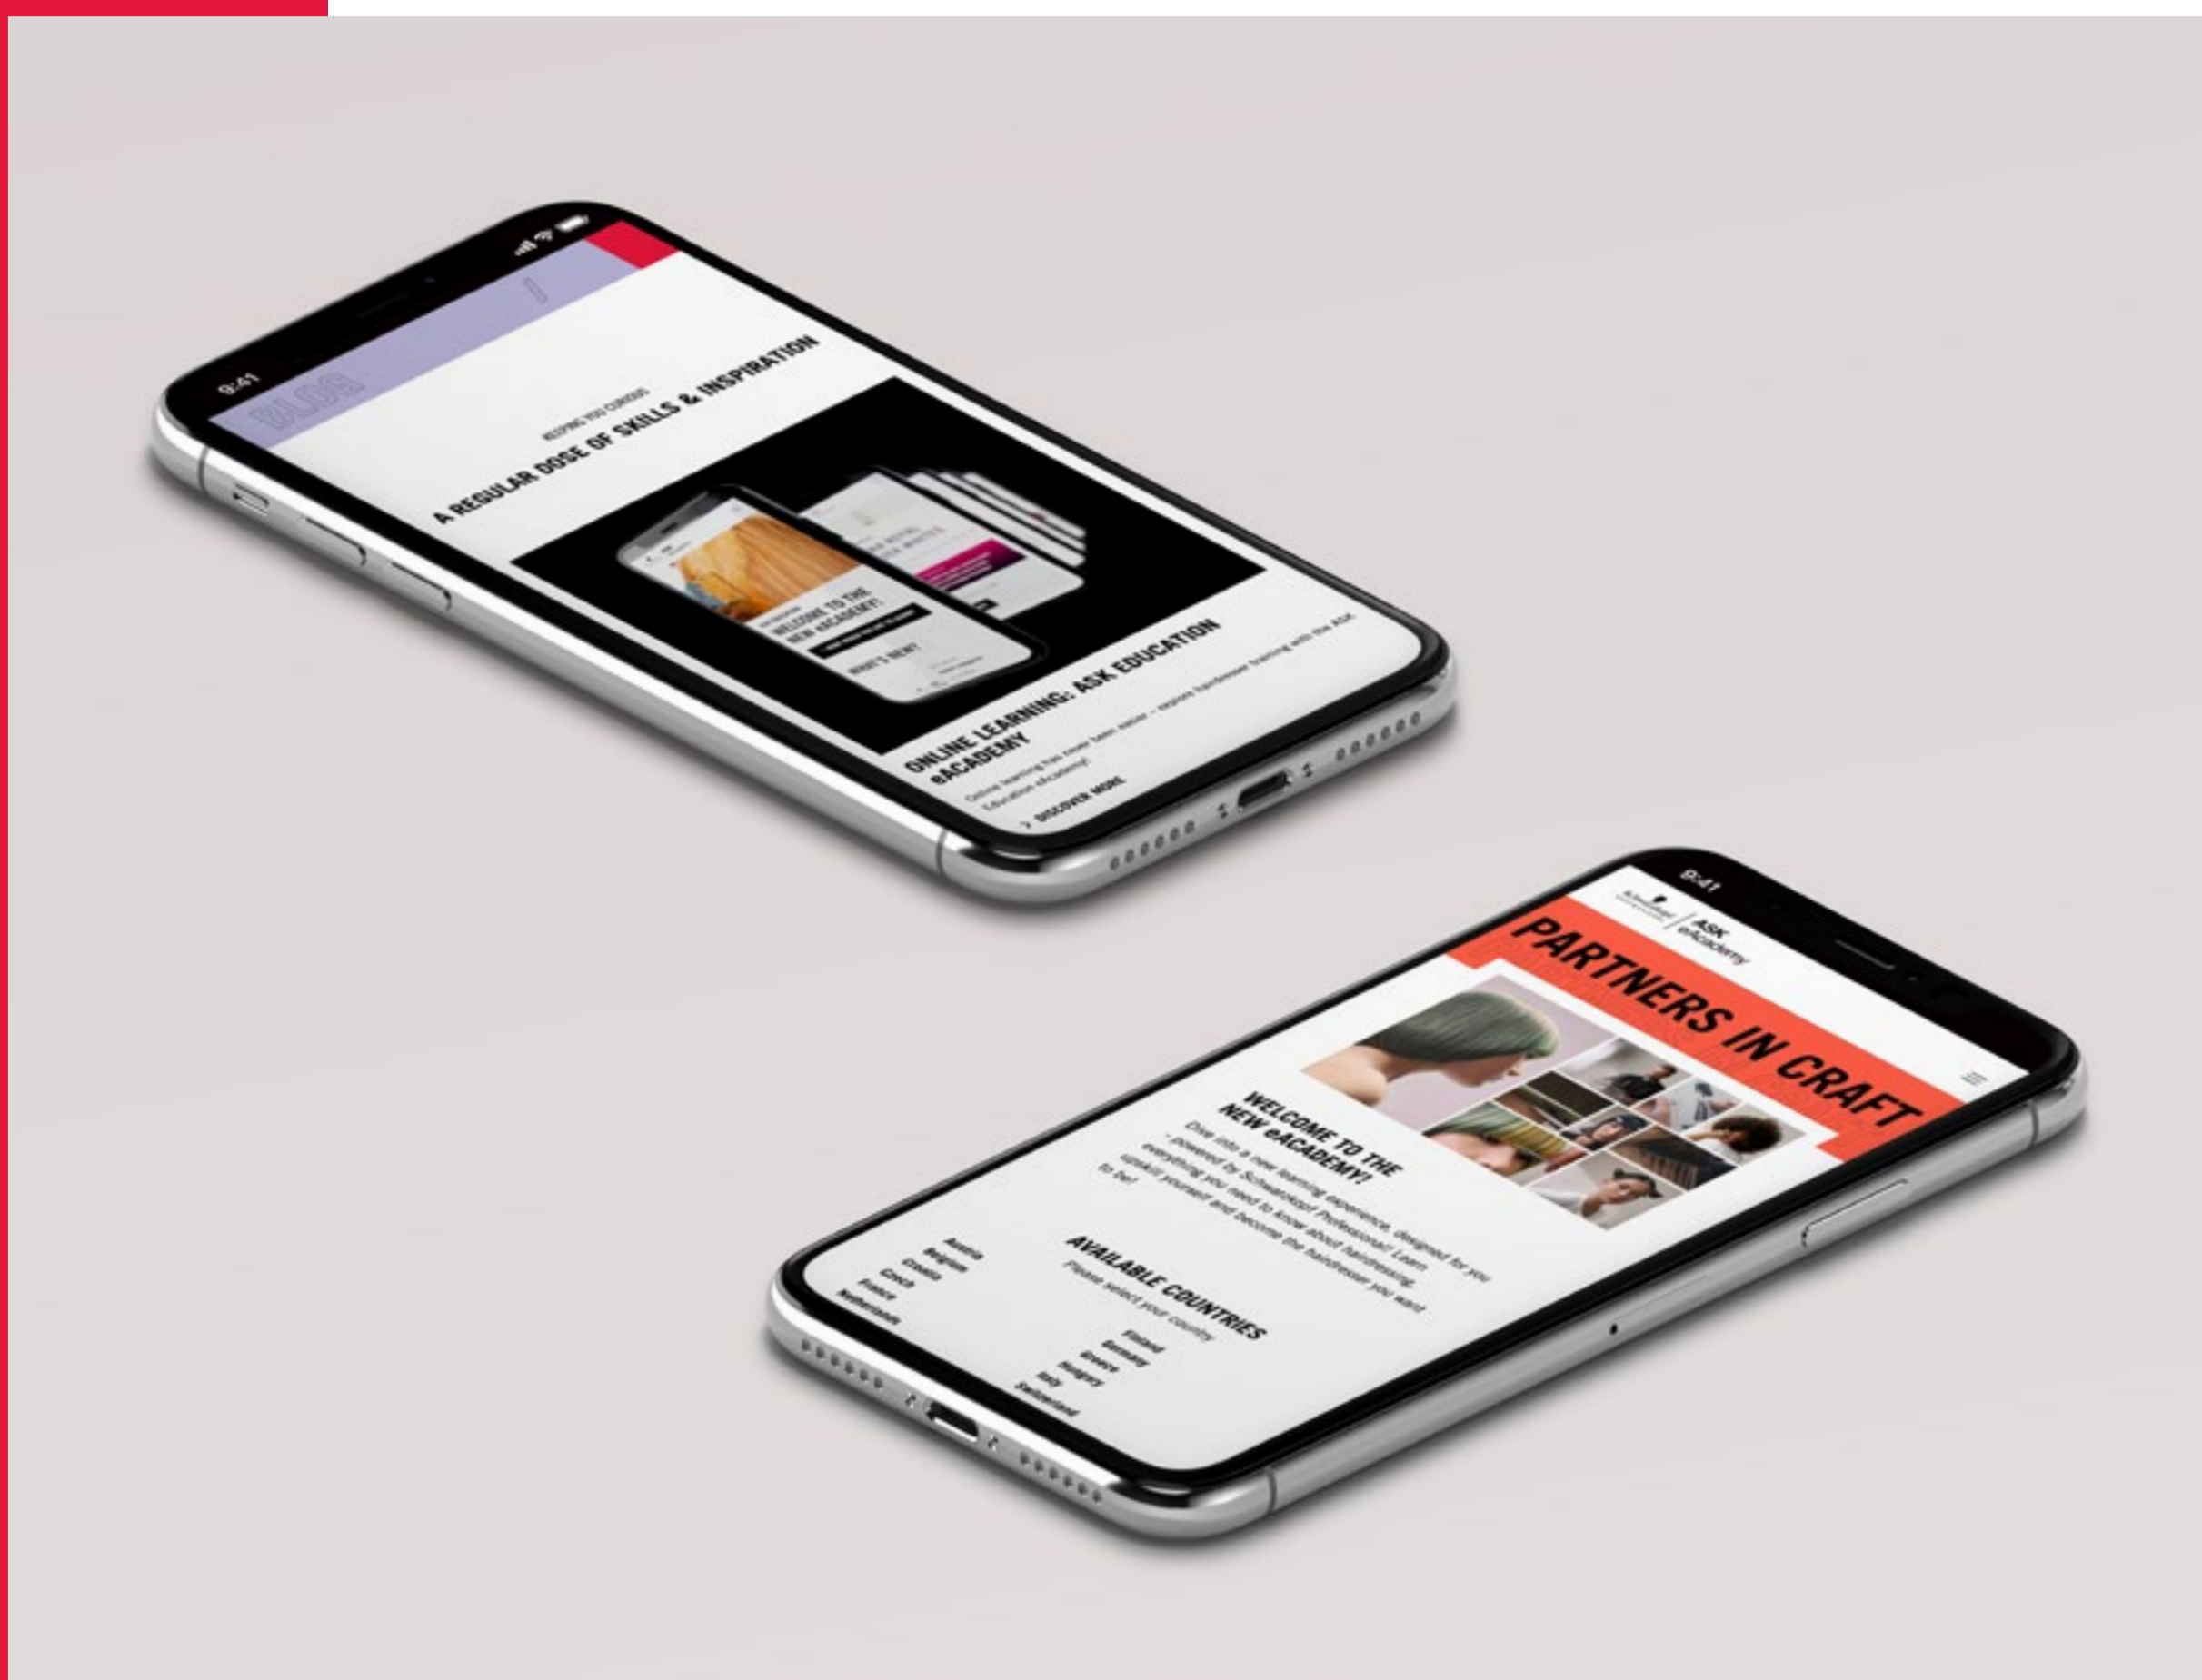 9:41
BLOG
KEEPING YOU CURIOUS
A REGULAR DOSE OF SKILLS & INSPIRATION
WELCOME TO THE
NEW eACADEMY!
WHAT'S NEW?
ONLINE LEARNING: ASK EDUCATION
eACADEMY
Online learning has never been easier – explore hairdresser training with the ASK
Education eAcademy!
> DISCOVER MORE
9:41
Schwarzkopf
ASK
eAcademy
PARTNERS IN CRAFT
WELCOME TO THE
NEW eACADEMY?
Dive into a new learning experience, designed for you
- powered by Schwarzkopf Professional! Learn
everything you need to know about hairdressing,
upskill yourself and become the hairdresser you want
to be!
AVAILABLE COUNTRIES
Please select your country
Austria
Belgium
Croatia
Czech
France
Netherlands
Finland
Germany
Greece
Hungry
Italy
Switzerland